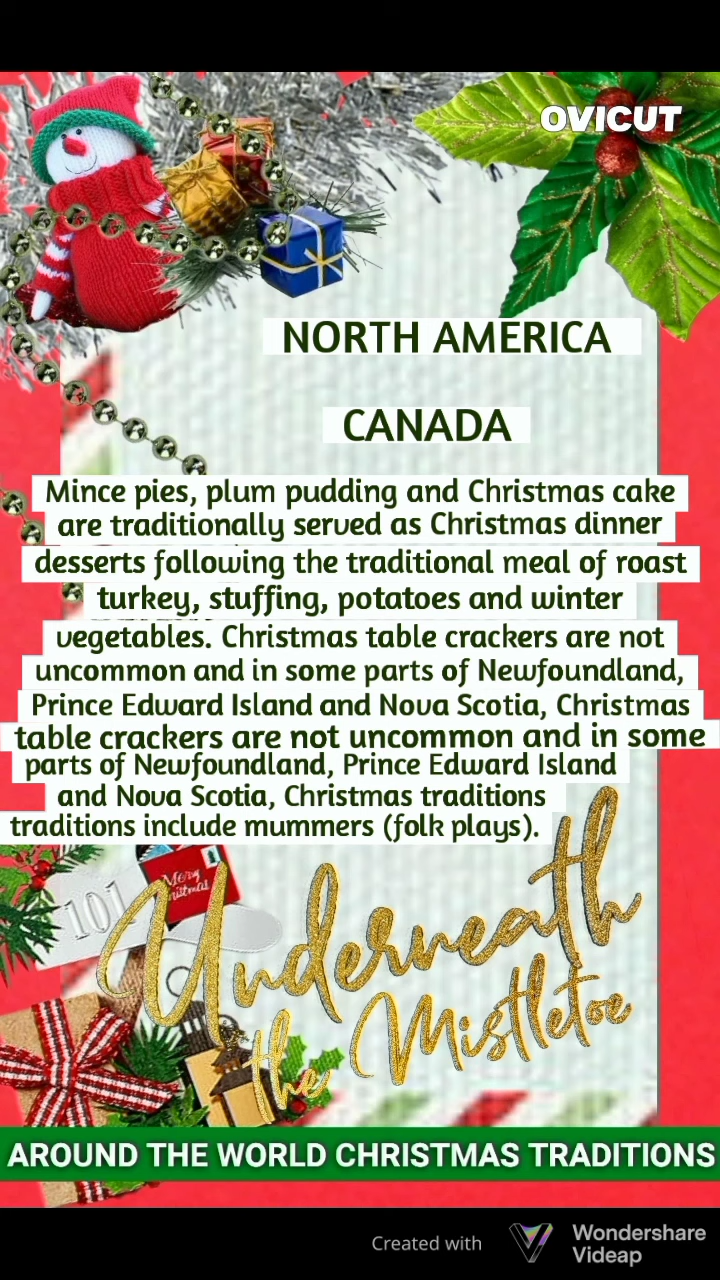 OVICUT
NORTH AMERICA
CANADA
Mince pies, plum pudding and Christmas cake
are traditionally served as Christmas dinner
desserts following the traditional meal of roast
turkey, stuffing, potatoes and winter
vegetables. Christmas table crackers are not
uncommon and in some parts of Newfoundland,
Prince Edward Island and Nova Scotia, Christmas
table crackers are not uncommon and in some
parts of Newfoundland, Prince Edward Island
and Nova Scotia, Christmas traditions
traditions include mummers (folk plays).
101
Merry
Christmas
Underneath
the Mistletoe
AROUND THE WORLD CHRISTMAS TRADITIONS
Created with
Wondershare
Videap